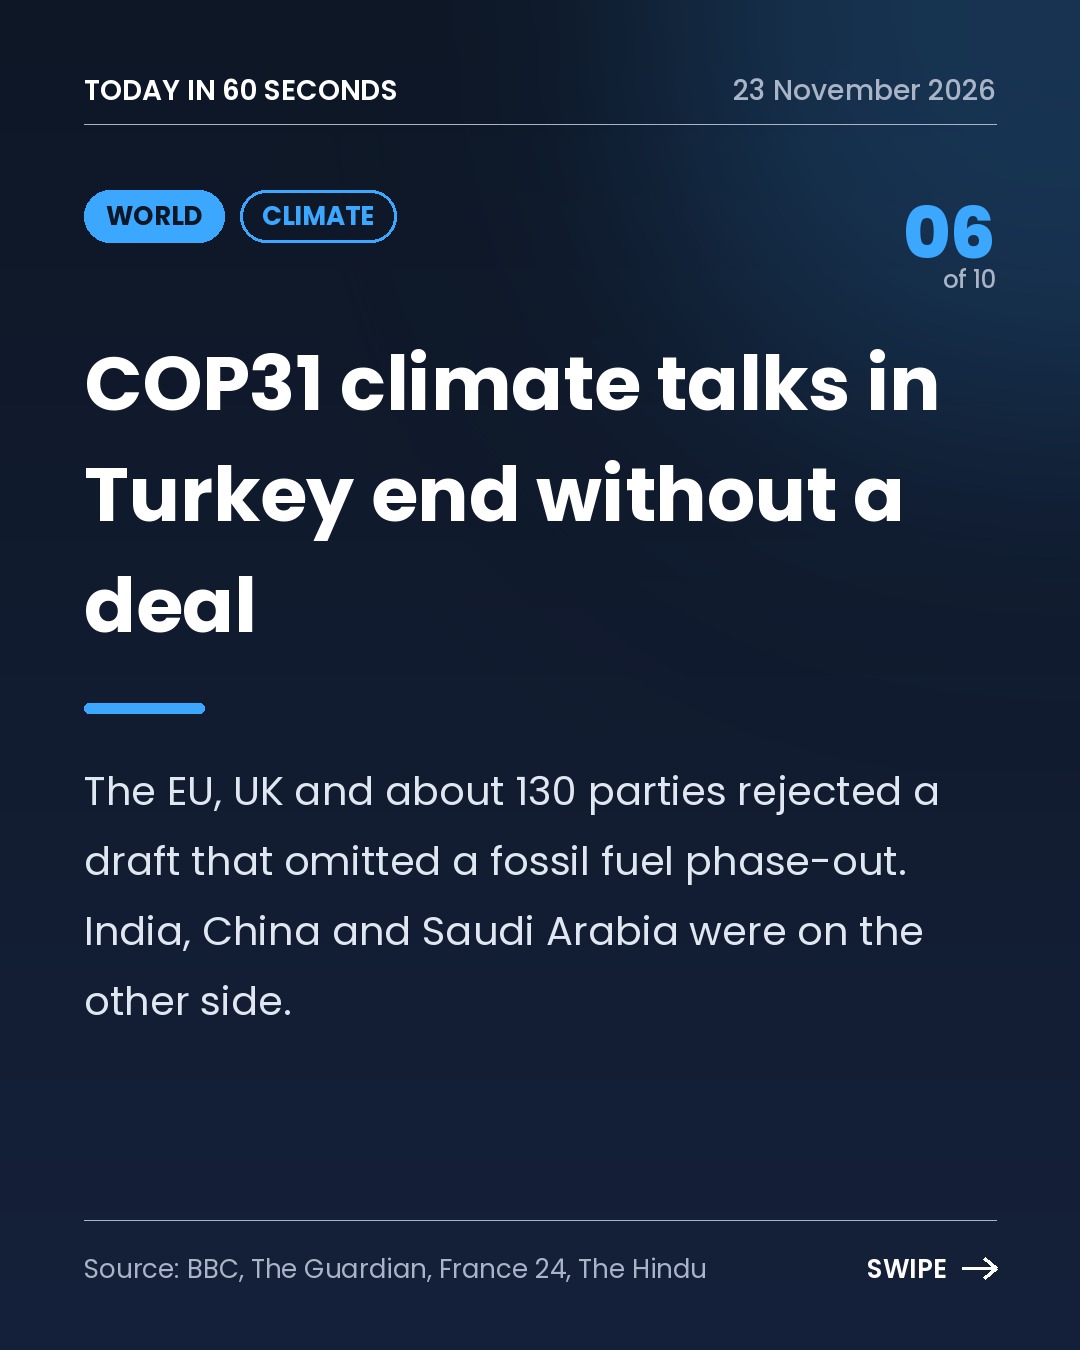 TODAY IN 60 SECONDS
23 November 2026
WORLD
CLIMATE
06
of 10
COP31 climate talks in
Turkey end without a
deal
The EU, UK and about 130 parties rejected a
draft that omitted a fossil fuel phase-out.
India, China and Saudi Arabia were on the
other side.
Source: BBC, The Guardian, France 24, The Hindu
SWIPE